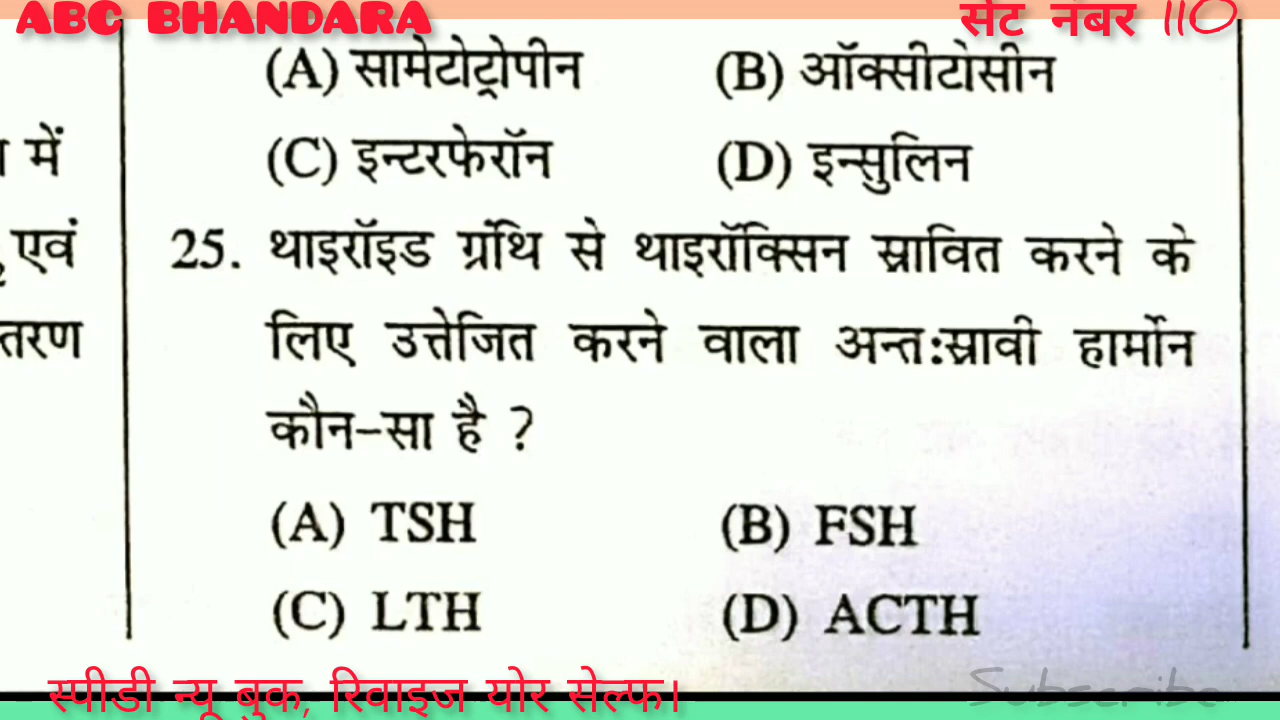 ABC BHANDARA
सेट नंबर 110
(A) सामेटोट्रोपीन (B) ऑक्सीटोसीन
में
(C) इन्टरफेरॉन (D) इन्सुलिन
एवं
25. थाइरॉइड ग्रंथि से थाइरॉक्सिन स्रावित करने के
तरण
लिए उत्तेजित करने वाला अन्त:स्रावी हार्मोन
कौन-सा है ?
(A) TSH (B) FSH
(C) LTH (D) ACTH
स्पीडी न्यू बुक, रिवाइज योर सेल्फ।
Subscribe